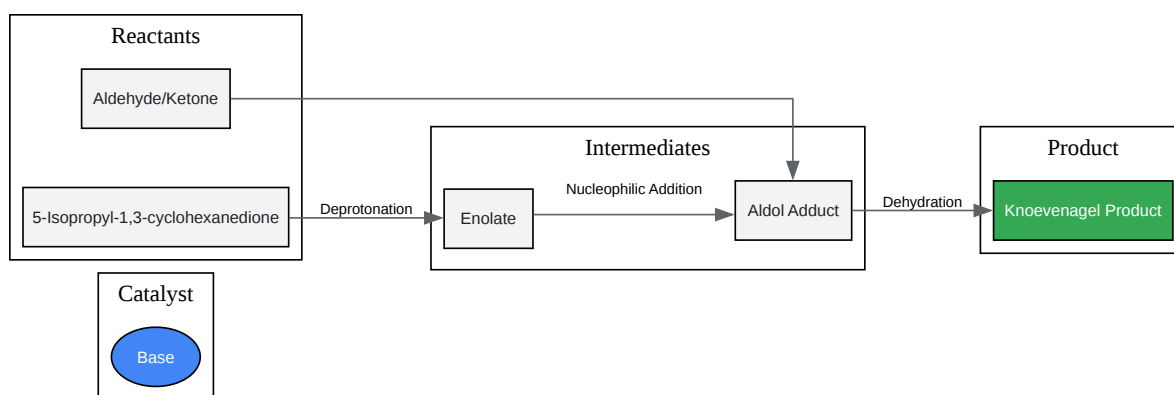 Reactants
Aldehyde/Ketone
5-Isopropyl-1,3-cyclohexanedione
Deprotonation
Intermediates
Enolate
Nucleophilic Addition
Aldol Adduct
Dehydration
Product
Knoevenagel Product
Catalyst
Base